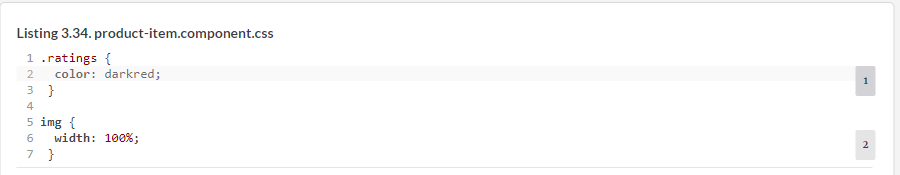 Listing 3.34. product-item.component.css
1 .ratings {
2   color: darkred; 1
3  }
4
5 img {
6   width: 100%; 2
7  }